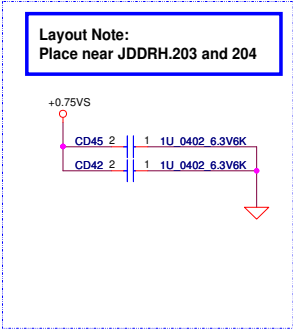 Layout Note:
Place near JDDRH.203 and 204
+0.75VS
CD45 2 1 1U_0402_6.3V6K
CD42 2 1 1U_0402_6.3V6K